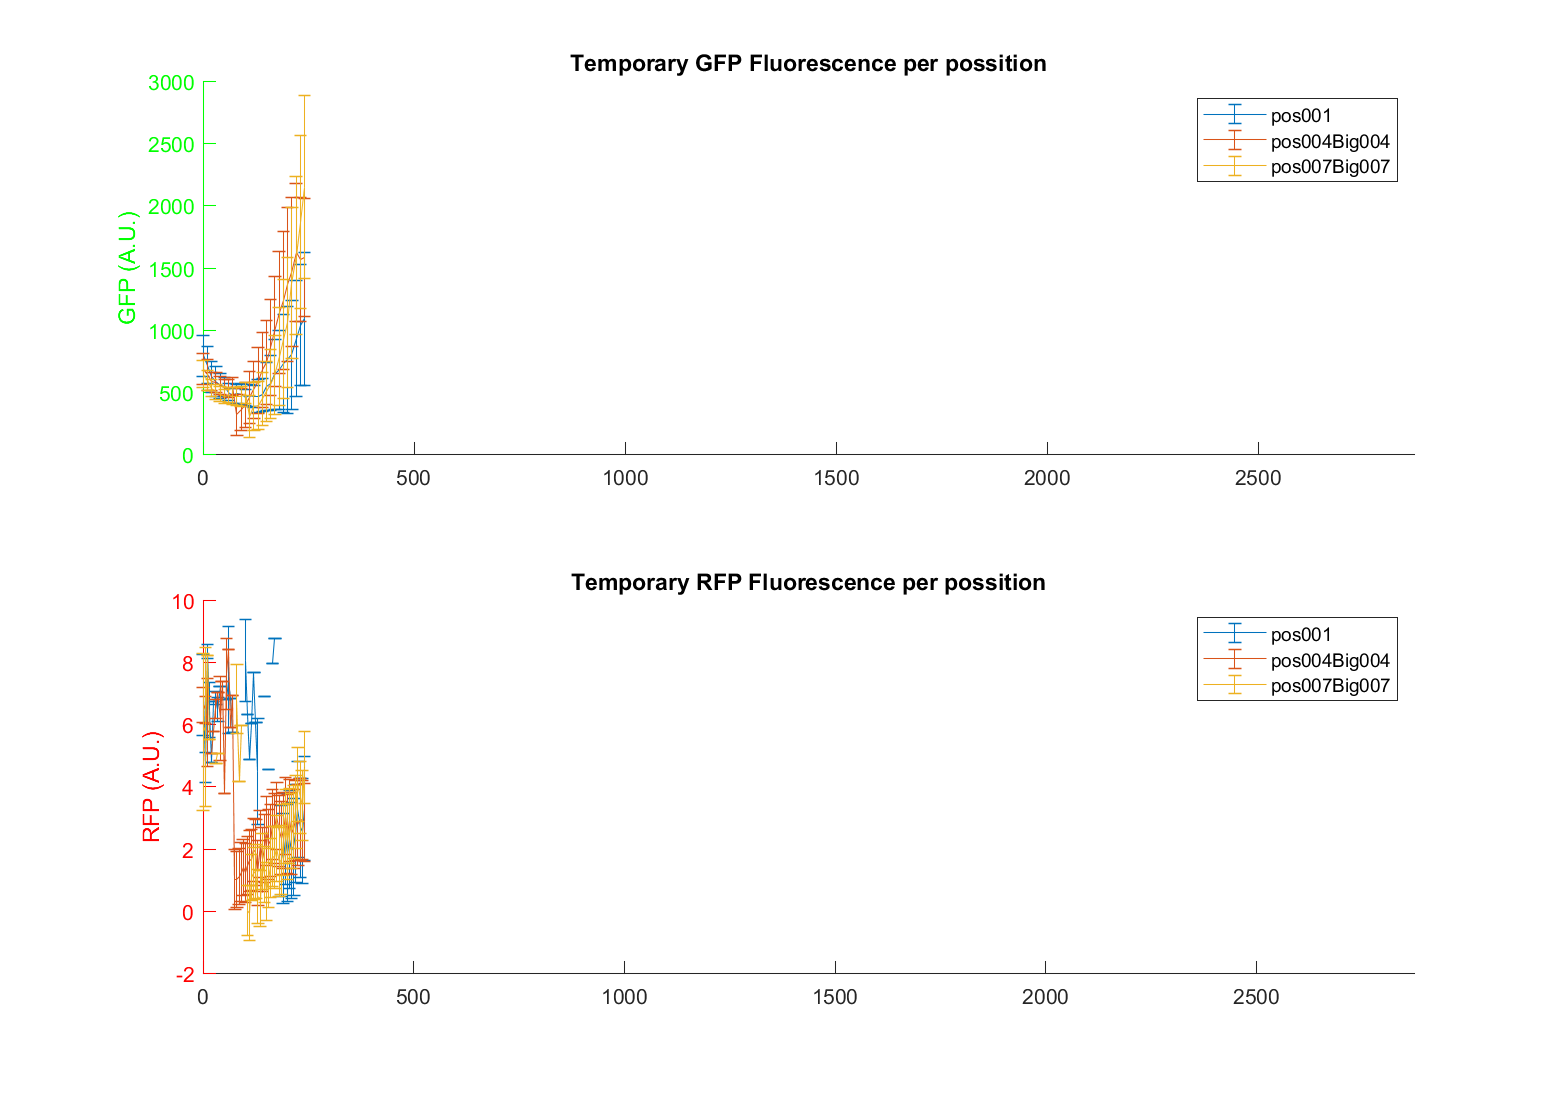 Temporary GFP Fluorescence per possition
GFP (A.U.)
3000
2500
2000
1500
1000
500
0
0 500 1000 1500 2000 2500
pos001
pos004Big004
pos007Big007
Temporary RFP Fluorescence per possition
RFP (A.U.)
10
8
6
4
2
0
-2
0 500 1000 1500 2000 2500
pos001
pos004Big004
pos007Big007